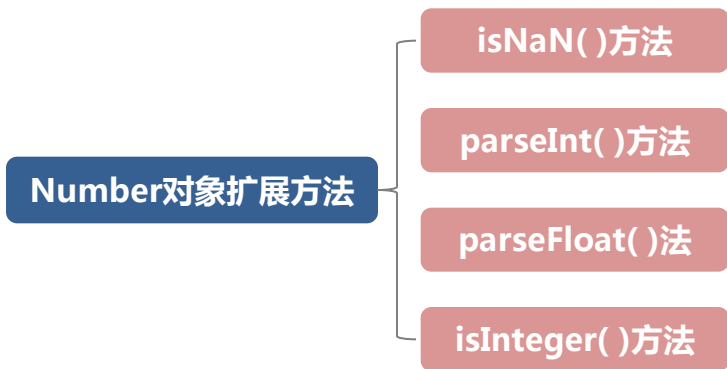 isNaN( )方法
parseInt( )方法
Number对象扩展方法
parseFloat( )法
isInteger( )方法